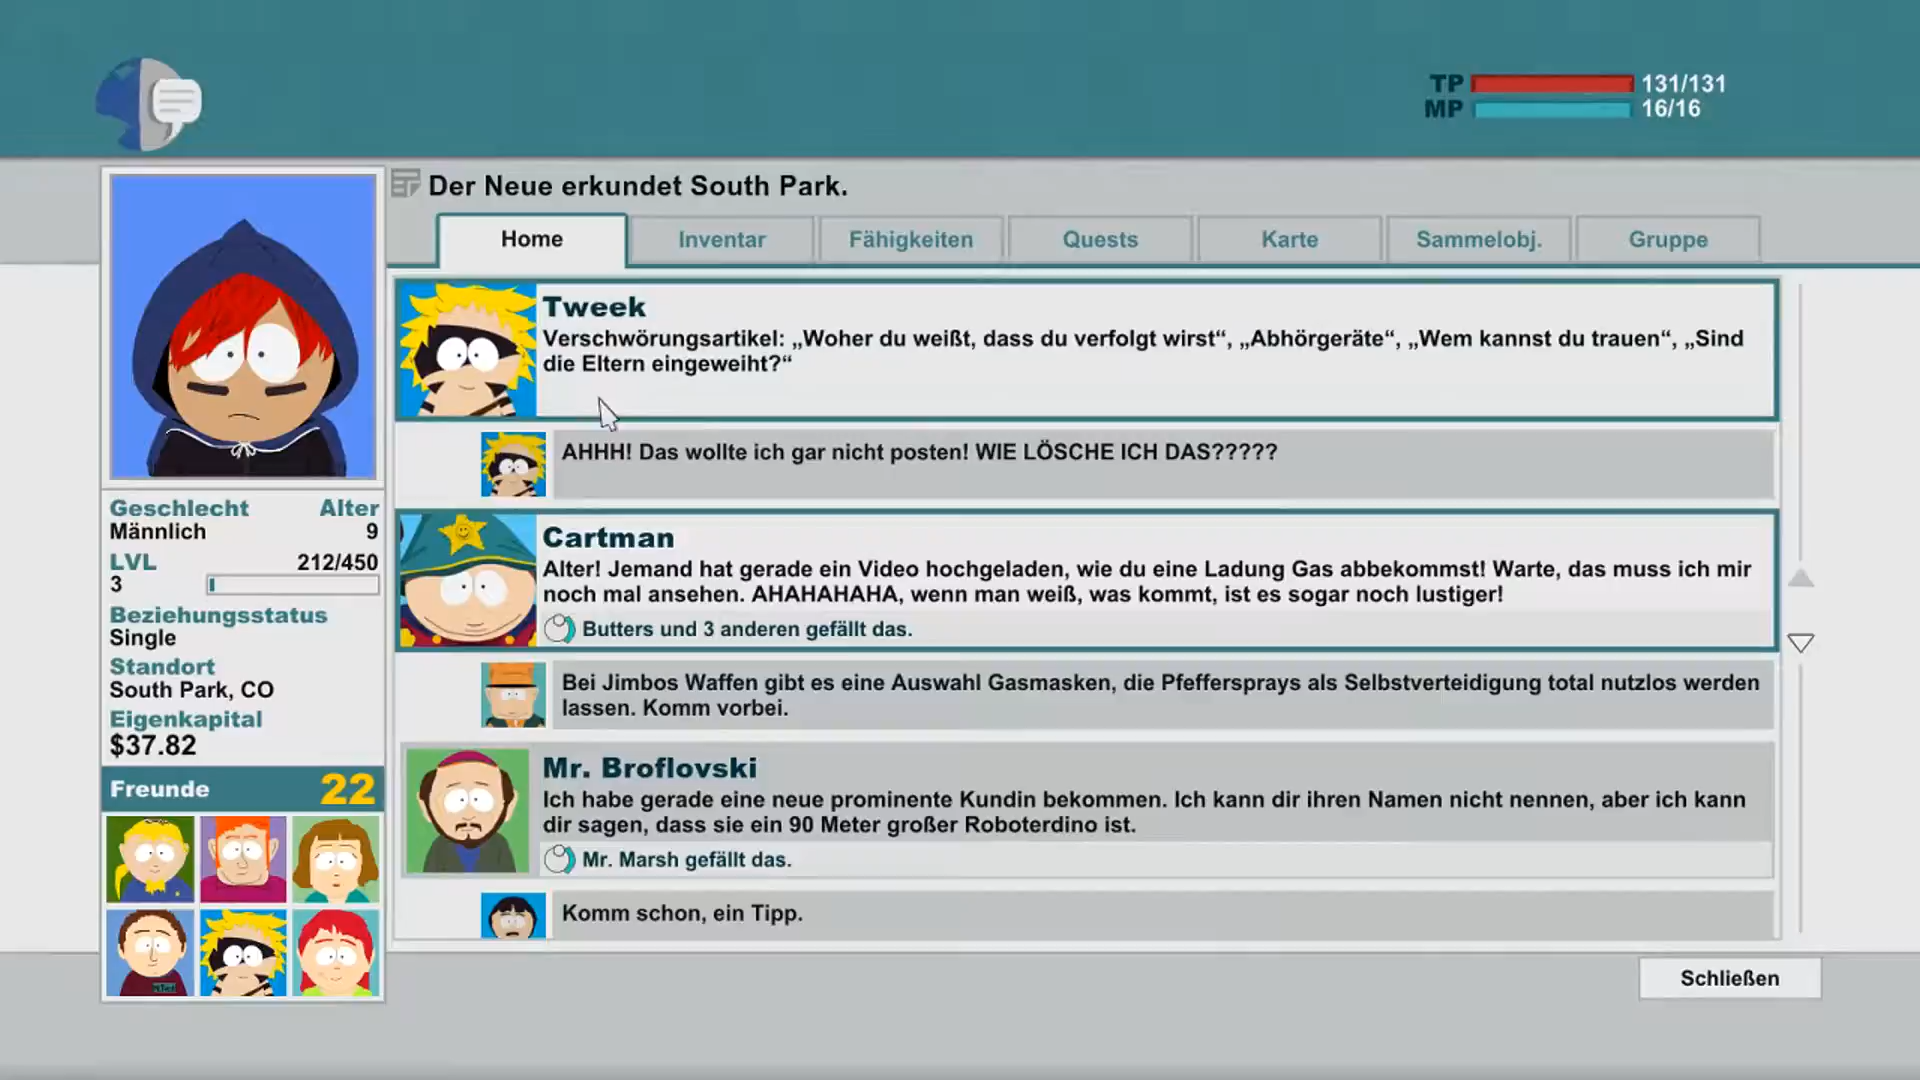 TP 131/131
MP 16/16
Der Neue erkundet South Park.
Home Inventar Fähigkeiten Quests Karte Sammelobj. Gruppe
Geschlecht Alter
Männlich 9
LVL 212/450
3
Beziehungsstatus
Single
Standort
South Park, CO
Eigenkapital
$37.82
Freunde 22
Tweek
Verschwörungsartikel: „Woher du weißt, dass du verfolgt wirst“, „Abhörgeräte“, „Wem kannst du trauen“, „Sind
die Eltern eingeweiht?“
AHHH! Das wollte ich gar nicht posten! WIE LÖSCHE ICH DAS?????
Cartman
Alter! Jemand hat gerade ein Video hochgeladen, wie du eine Ladung Gas abbekommst! Warte, das muss ich mir
noch mal ansehen. AHAHAHAHA, wenn man weiß, was kommt, ist es sogar noch lustiger!
Butters und 3 anderen gefällt das.
Bei Jimbos Waffen gibt es eine Auswahl Gasmasken, die Pfeffersprays als Selbstverteidigung total nutzlos werden
lassen. Komm vorbei.
Mr. Broflovski
Ich habe gerade eine neue prominente Kundin bekommen. Ich kann dir ihren Namen nicht nennen, aber ich kann
dir sagen, dass sie ein 90 Meter großer Roboterdino ist.
Mr. Marsh gefällt das.
Komm schon, ein Tipp.
Schließen